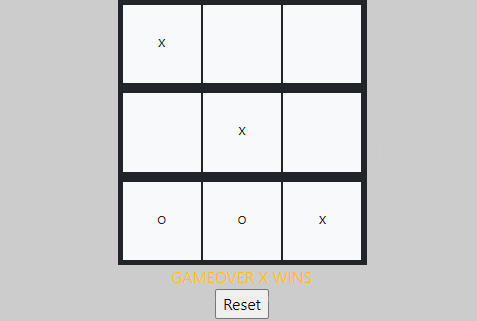 X
X
O O X
GAMEOVER X WINS
Reset